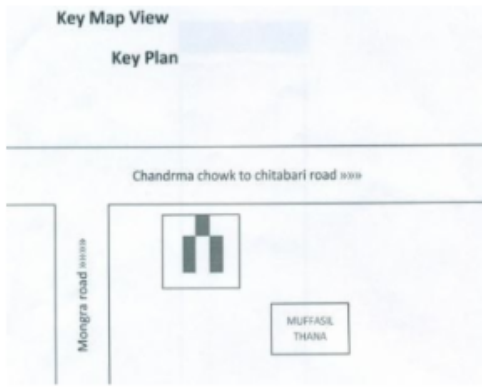 Key Map View
Key Plan
Chandrma chowk to chitabari road »»»
Mongra road »»»»
MUFFASIL
THANA